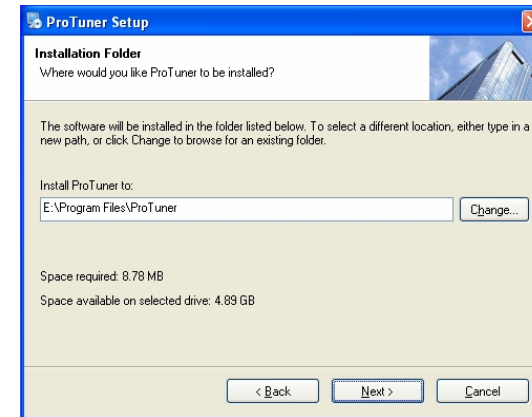 ProTuner Setup
Installation Folder
Where would you like ProTuner to be installed?
The software will be installed in the folder listed below. To select a different location, either type in a
new path, or click Change to browse for an existing folder.
Install ProTuner to:
E:\Program Files\ProTuner
Change...
Space required: 8.78 MB
Space available on selected drive: 4.89 GB
< Back
Next >
Cancel